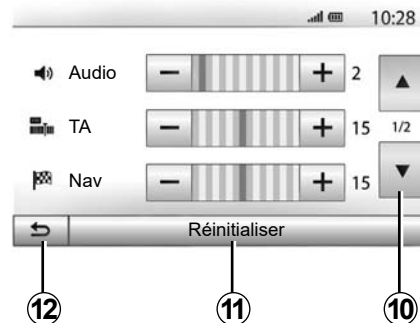 10:28
Audio − + 2
TA − + 15 1/2
Nav − + 15
Réinitialiser
12 11 10